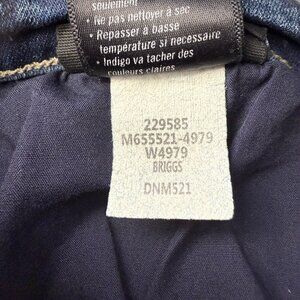 seulement
• Ne pas nettoyer à sec
• Repasser à basse
température si necessaire
• Indigo va tacher des
couleurs claires
229585
M655521-4979
W4979
BRIGGS
DNM521